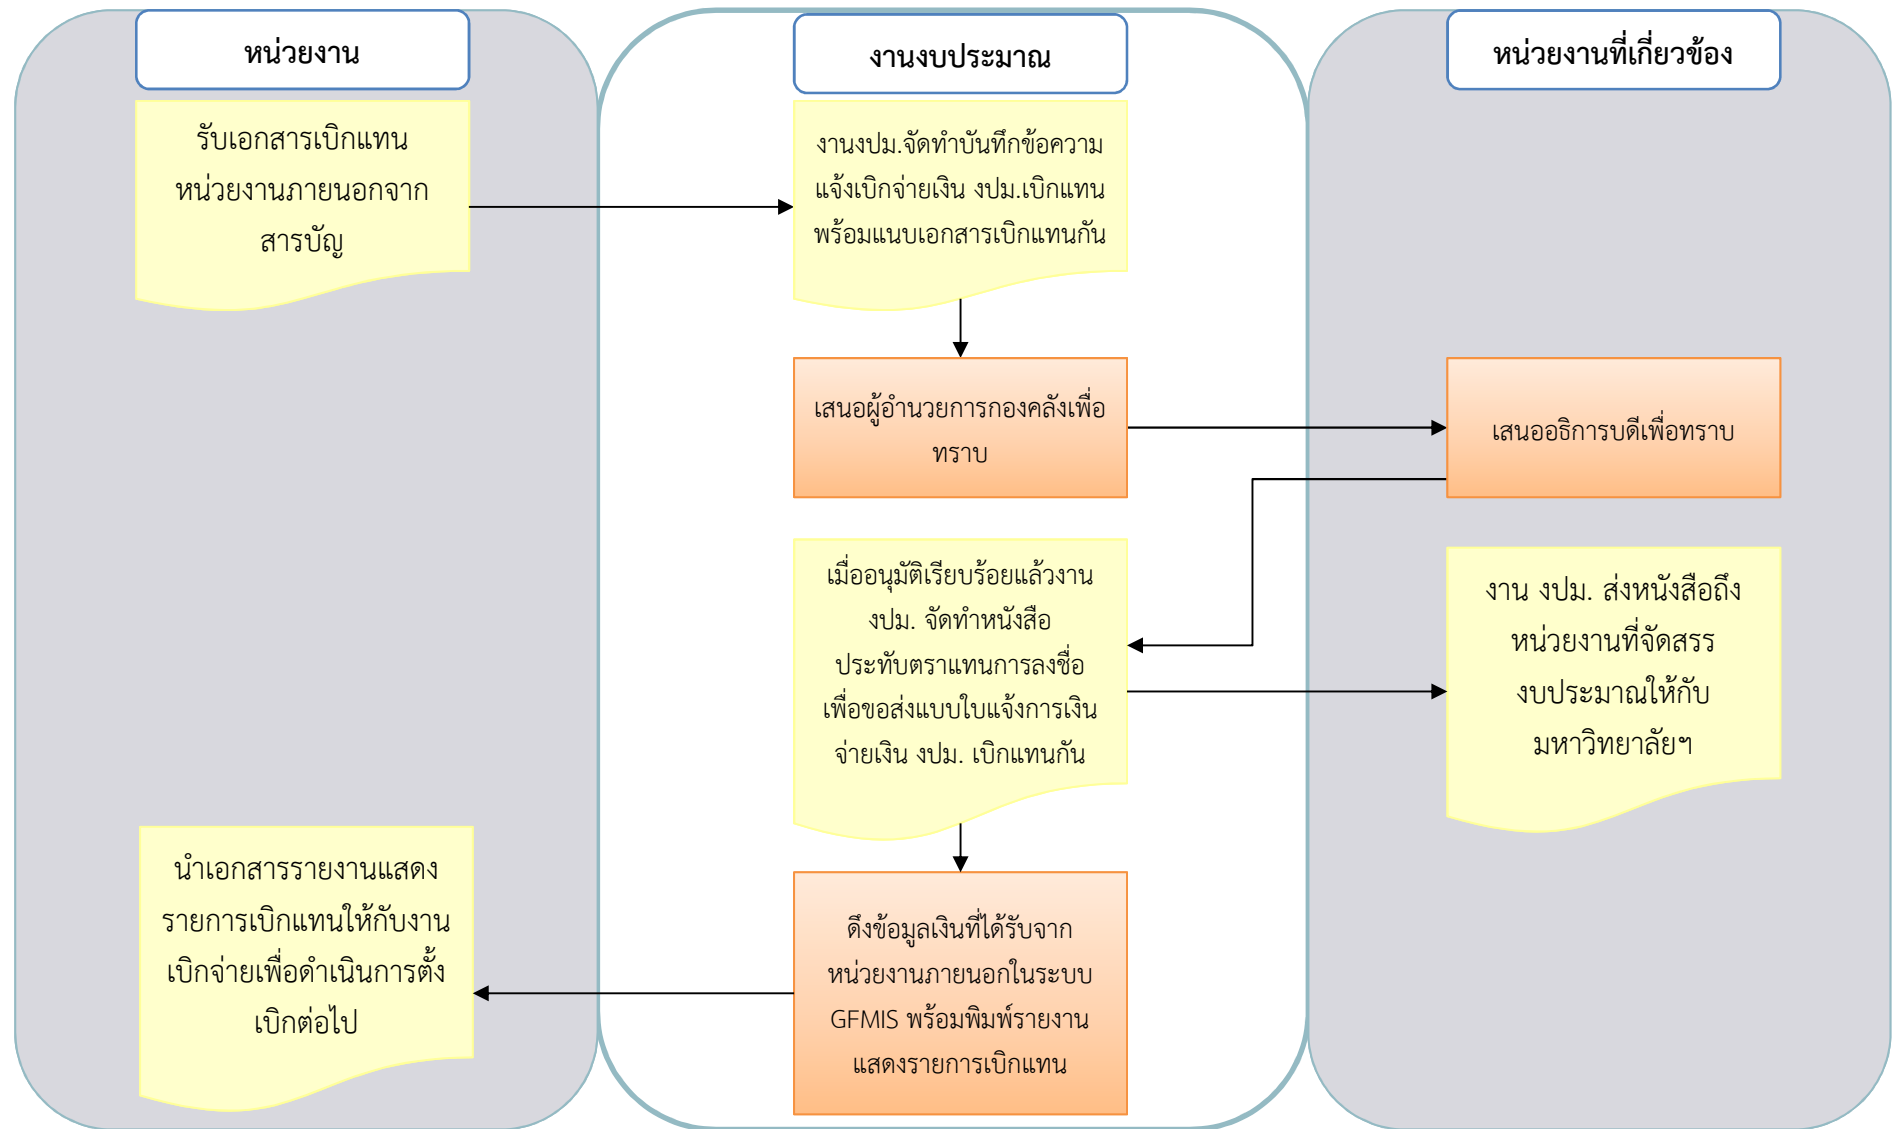 หน่วยงาน
งานงบประมาณ
หน่วยงานที่เกี่ยวข้อง
รับเอกสารเบิกแทน
หน่วยงานภายนอกจาก
สารบัญ
งานงปม.จัดทำบันทึกข้อความ
แจ้งเบิกจ่ายเงิน งปม.เบิกแทน
พร้อมแนบเอกสารเบิกแทนกัน
เสนอผู้อำนวยการกองคลังเพื่อ
ทราบ
เสนออธิการบดีเพื่อทราบ
เมื่ออนุมัติเรียบร้อยแล้วงาน
งปม. จัดทำหนังสือ
ประทับตราแทนการลงชื่อ
เพื่อขอส่งแบบใบแจ้งการเงิน
จ่ายเงิน งปม. เบิกแทนกัน
งาน งปม. ส่งหนังสือถึง
หน่วยงานที่จัดสรร
งบประมาณให้กับ
มหาวิทยาลัยฯ
ดึงข้อมูลเงินที่ได้รับจาก
หน่วยงานภายนอกในระบบ
GFMIS พร้อมพิมพ์รายงาน
แสดงรายการเบิกแทน
นำเอกสารรายงานแสดง
รายการเบิกแทนให้กับงาน
เบิกจ่ายเพื่อดำเนินการตั้ง
เบิกต่อไป